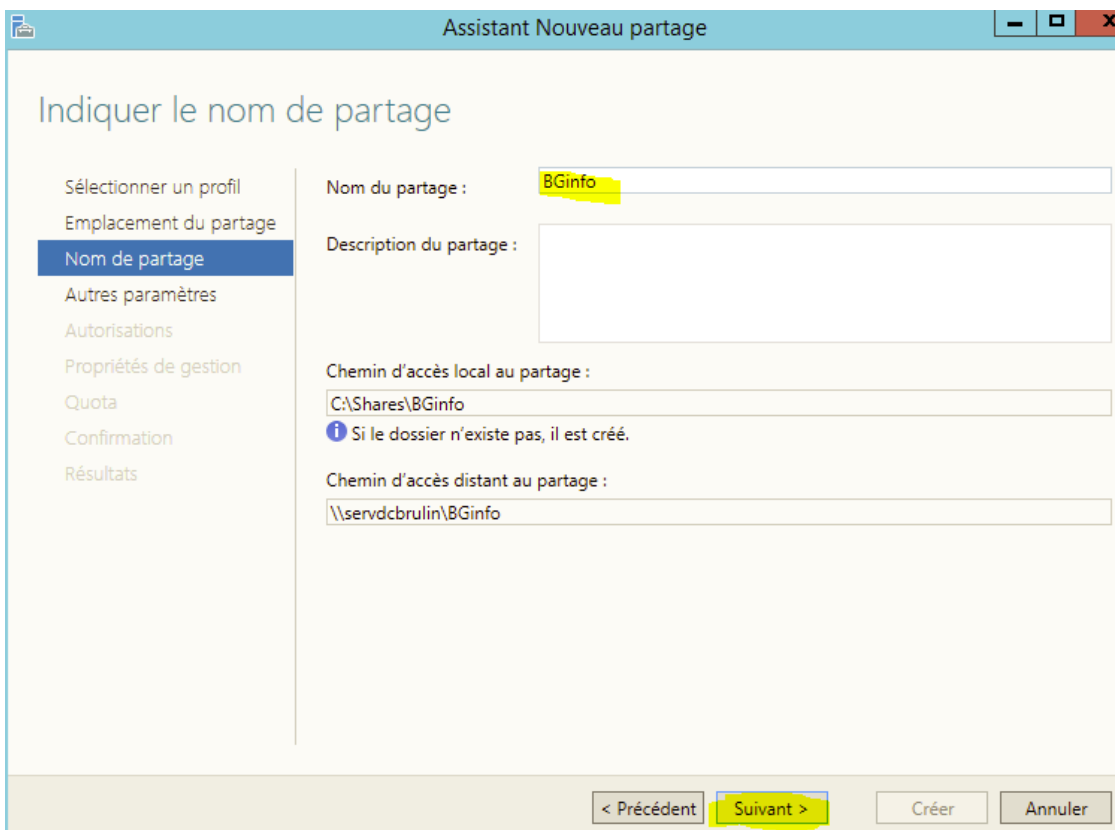 Assistant Nouveau partage
Indiquer le nom de partage
Sélectionner un profil
Emplacement du partage
Nom de partage
Autres paramètres
Autorisations
Propriétés de gestion
Quota
Confirmation
Résultats
Nom du partage :
BGinfo
Description du partage :
Chemin d'accès local au partage :
C:\Shares\BGinfo
Si le dossier n'existe pas, il est créé.
Chemin d'accès distant au partage :
\\servdcbrulin\BGinfo
< Précédent
Suivant >
Créer
Annuler